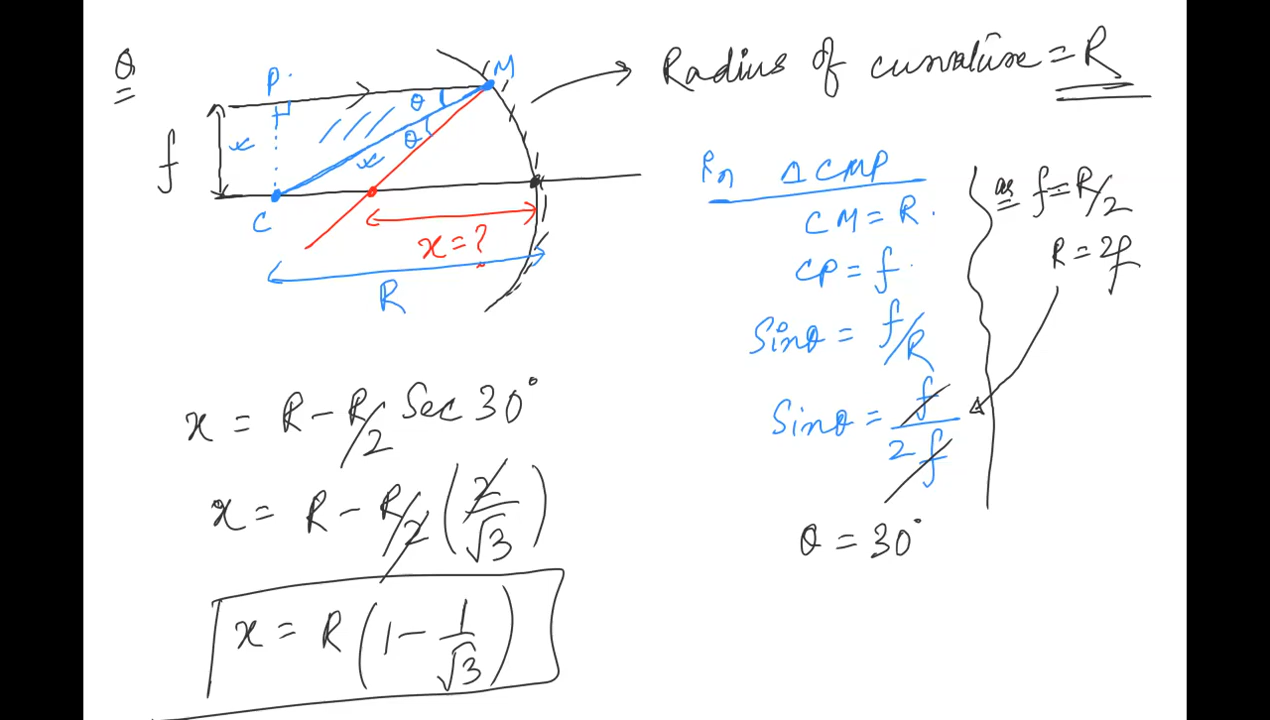 Q
P
M
Radius of curvature = R
θ
θ
f
x
x
C
x = ?
R
In Δ CMP
CM = R.
CP = f.
Sinθ = f/R
Sinθ = f/2f
θ = 30°
as f = R/2
R = 2f
x = R - R/2 Sec 30°
x = R - R/2 (2/√3)
x = R (1 - 1/√3)